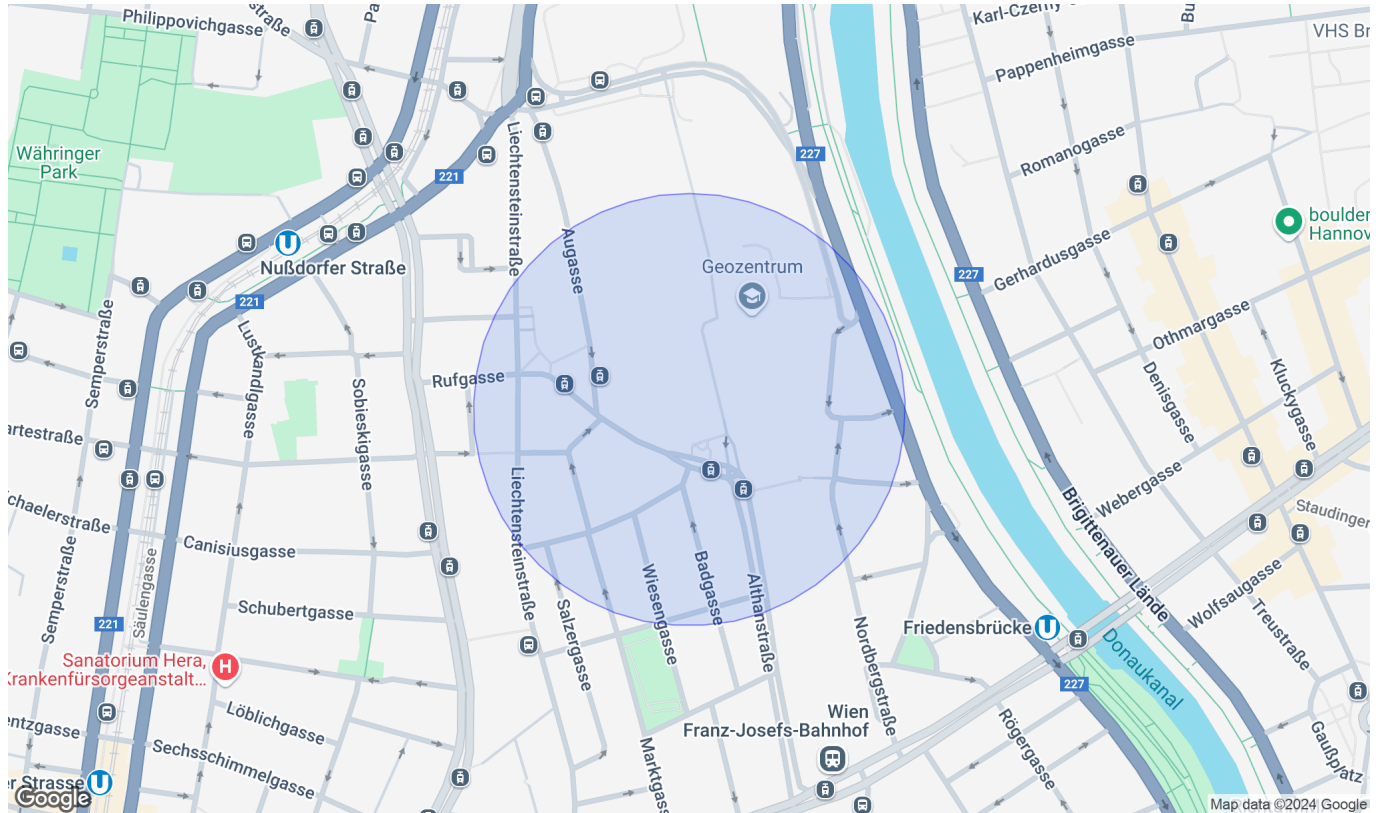 Philippovichgasse
straße
Karl-Czerny-
VHS Br
Pappenheimgasse
Romanogasse
Währinger
Park
Liechtensteinstraße
227
221
boulder
Hannov
Augasse
Geozentrum
Gerhardusgasse
227
Nußdorfer Straße
221
Semperstraße
Lustkandlgasse
Othmargasse
Denisgasse
Kluckygasse
Rufgasse
Sobieskigasse
artestraße
Liechtensteinstraße
Webergasse
Staudinger
chaelerstraße
Canisiusgasse
Brigittenauer Lände
Semperstraße
Säulengasse
Wiesengasse
Badgasse
Althanstraße
Wolfsaugasse
Treustraße
Schubertgasse
Salzergasse
221
Nordbergstraße
Friedensbrücke
Donaukanal
Sanatorium Hera,
Krankenfürsorgeanstalt...
H
227
Löblichgasse
Wien
Franz-Josefs-Bahnhof
Rögergasse
Gaußplatz
entzgasse
Sechsschimmelgasse
Marktgass
er Strasse
Google
Map data ©2024 Google